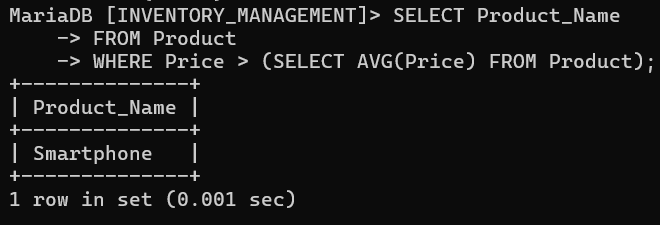 MariaDB [INVENTORY_MANAGEMENT]> SELECT Product_Name
    -> FROM Product
    -> WHERE Price > (SELECT AVG(Price) FROM Product);
+--------------+
| Product_Name |
+--------------+
| Smartphone   |
+--------------+
1 row in set (0.001 sec)